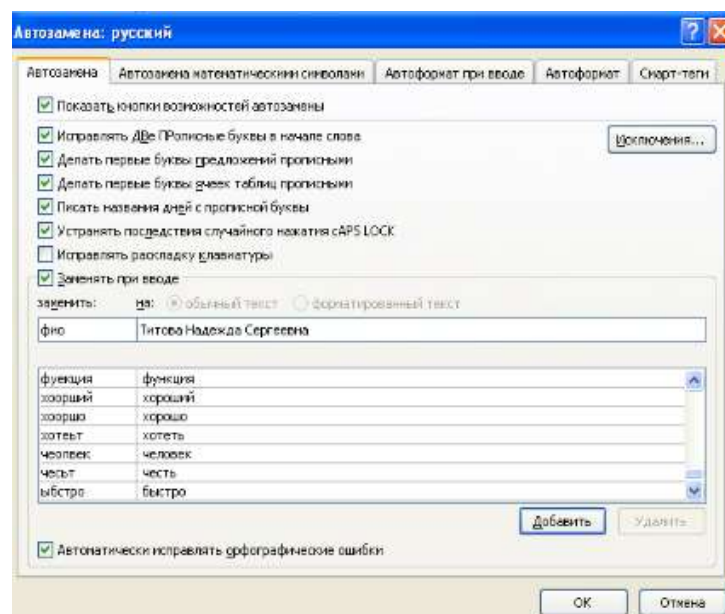 Автозамена: русский
Автозамена Автозамена математическими символами Автоформат при вводе Автоформат Смарт-теги
Показать кнопки возможностей автозамены
Исправлять ДВе ПРописные буквы в начале слова Исключения...
Делать первые буквы предложений прописными
Делать первые буквы ячеек таблиц прописными
Писать названия дней с прописной буквы
Устранять последствия случайного нажатия cAPS LOCK
Исправлять раскладку клавиатуры
Заменять при вводе
заменить: на: обычный текст форматированный текст
фио Титова Надежда Сергеевна
фуекция функция
хоорший хороший
хооршо хорошо
хотеьт хотеть
чеопвек человек
чесьт честь
ыбстро быстро
Добавить Удалить
Автоматически исправлять орфографические ошибки
ОК Отмена